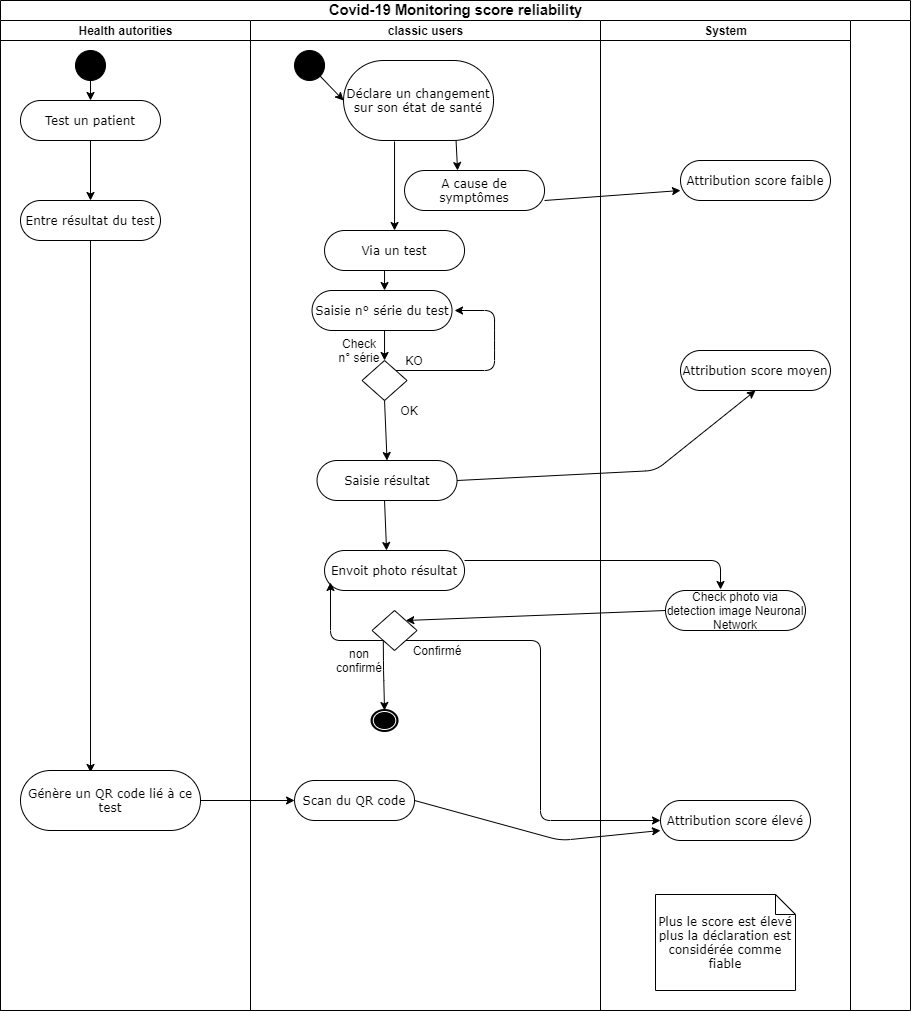 Covid-19 Monitoring score reliability
Health autorities
classic users
System
Test un patient
Entre résultat du test
Génère un QR code lié à ce
test
Déclare un changement
sur son état de santé
A cause de
symptômes
Via un test
Saisie n° série du test
Check
n° série
KO
OK
Saisie résultat
Envoit photo résultat
non
confirmé
Confirmé
Scan du QR code
Attribution score faible
Attribution score moyen
Check photo via
detection image Neuronal
Network
Attribution score élevé
Plus le score est élevé
plus la déclaration est
considérée comme
fiable